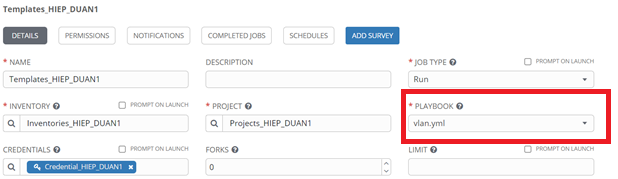 Templates_HIEP_DUAN1
DETAILS PERMISSIONS NOTIFICATIONS COMPLETED JOBS SCHEDULES ADD SURVEY
* NAME DESCRIPTION * JOB TYPE ? PROMPT ON LAUNCH
Templates_HIEP_DUAN1 Run
* INVENTORY ? PROMPT ON LAUNCH * PROJECT ? * PLAYBOOK ?
Inventories_HIEP_DUAN1 Projects_HIEP_DUAN1 vlan.yml
CREDENTIALS ? PROMPT ON LAUNCH FORKS ? LIMIT ? PROMPT ON LAUNCH
Credential_HIEP_DUAN1 x 0